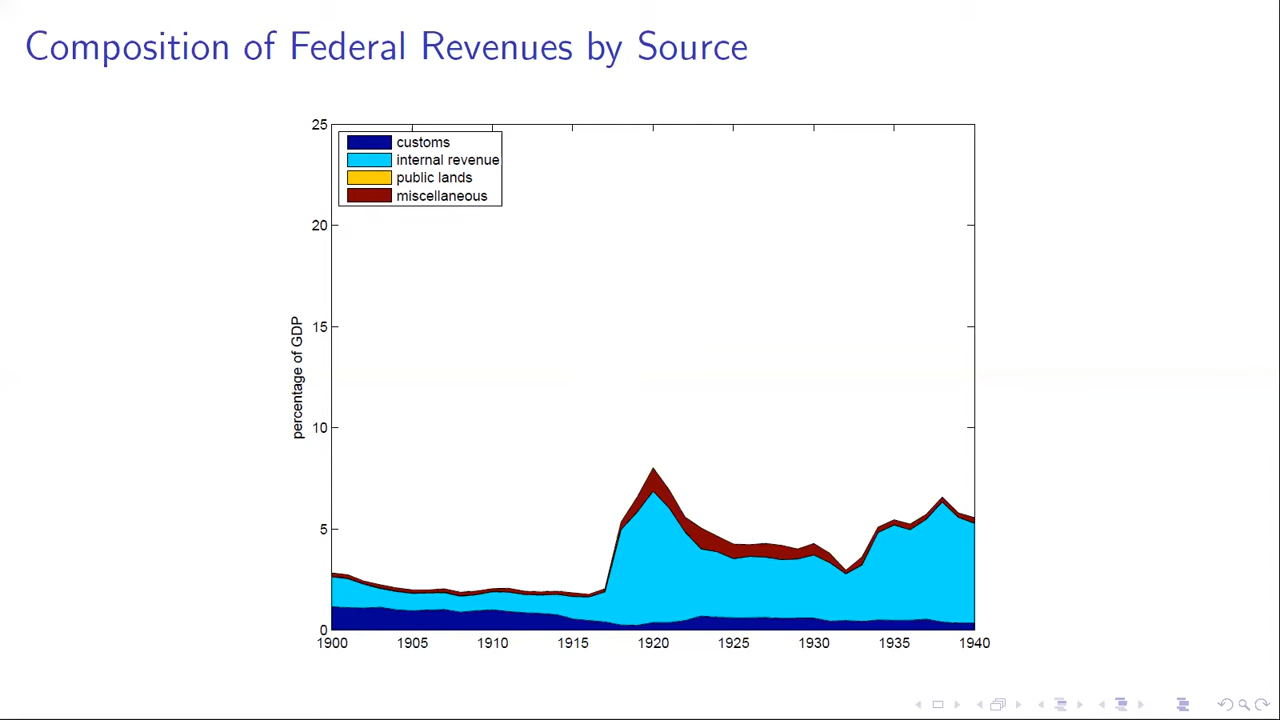 Composition of Federal Revenues by Source
25
customs
internal revenue
public lands
miscellaneous
20
15
percentage of GDP
10
5
0
1900 1905 1910 1915 1920 1925 1930 1935 1940